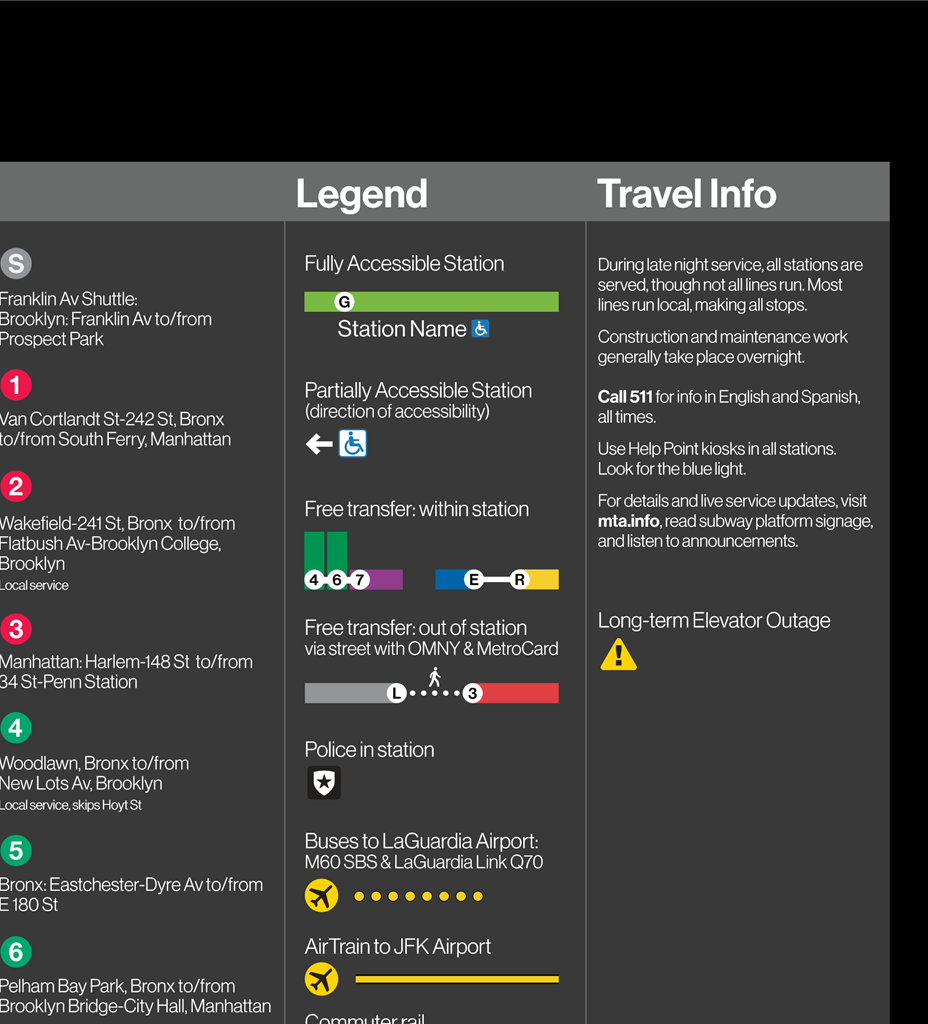 Legend
Travel Info
S
Franklin Av Shuttle:
Brooklyn: Franklin Av to/from
Prospect Park
1
Van Cortlandt St-242 St, Bronx
to/from South Ferry, Manhattan
2
Wakefield-241 St, Bronx to/from
Flatbush Av-Brooklyn College,
Brooklyn
Local service
3
Manhattan: Harlem-148 St to/from
34 St-Penn Station
4
Woodlawn, Bronx to/from
New Lots Av, Brooklyn
Local service, skips Hoyt St
5
Bronx: Eastchester-Dyre Av to/from
E 180 St
6
Pelham Bay Park, Bronx to/from
Brooklyn Bridge-City Hall, Manhattan
Fully Accessible Station
G
Station Name
Partially Accessible Station
(direction of accessibility)
Free transfer: within station
4 6 7 E R
Free transfer: out of station
via street with OMNY & MetroCard
L 3
Police in station
Buses to LaGuardia Airport:
M60 SBS & LaGuardia Link Q70
AirTrain to JFK Airport
Commuter rail
During late night service, all stations are
served, though not all lines run. Most
lines run local, making all stops.
Construction and maintenance work
generally take place overnight.
Call 511 for info in English and Spanish,
all times.
Use Help Point kiosks in all stations.
Look for the blue light.
For details and live service updates, visit
mta.info, read subway platform signage,
and listen to announcements.
Long-term Elevator Outage
!